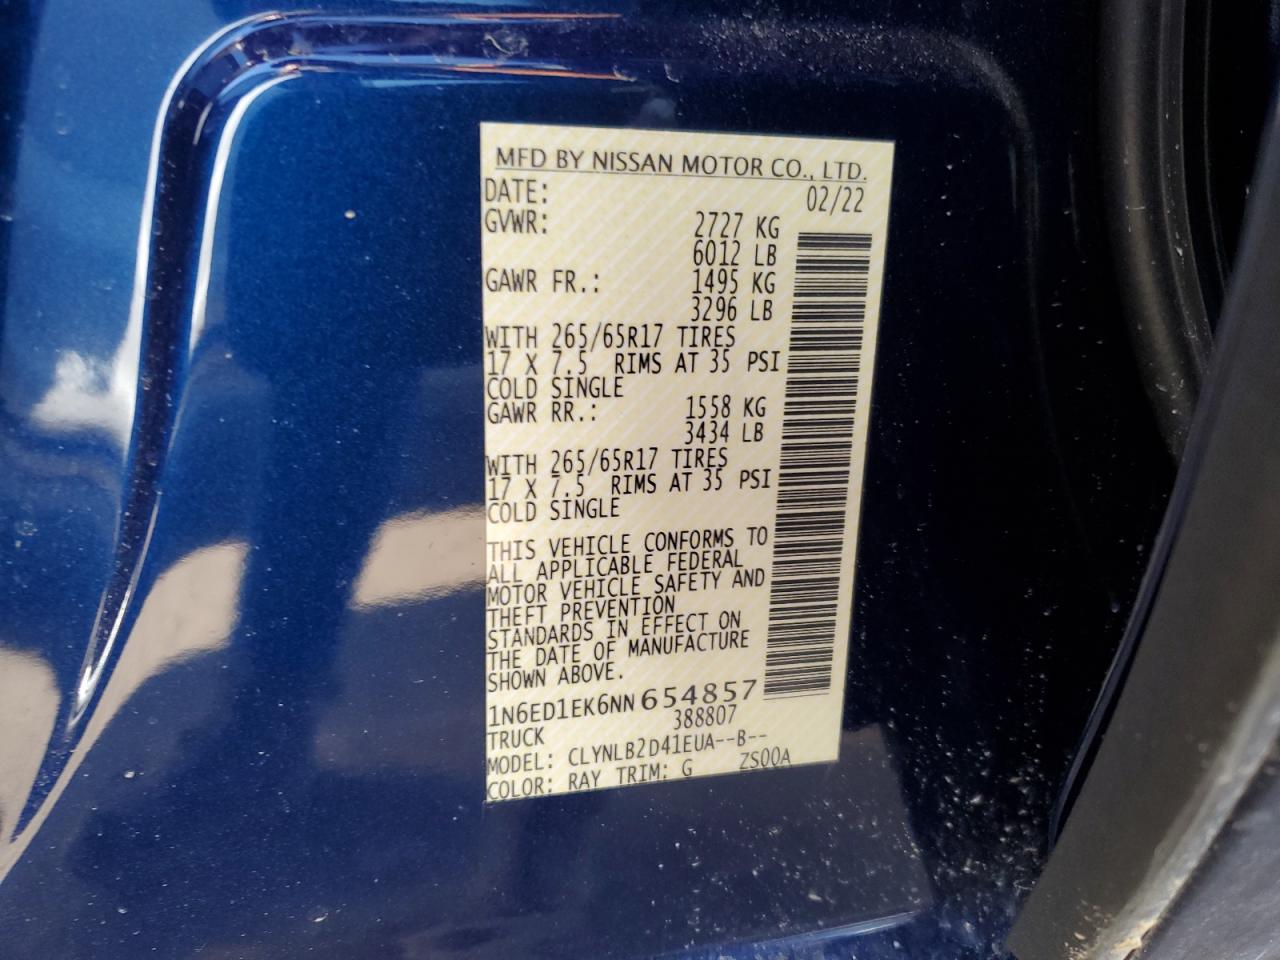 MFD BY NISSAN MOTOR CO., LTD.
DATE: 02/22
GVWR: 2727 KG
6012 LB
GAWR FR.: 1495 KG
3296 LB
WITH 265/65R17 TIRES
17 X 7.5 RIMS AT 35 PSI
COLD SINGLE
GAWR RR.: 1558 KG
3434 LB
WITH 265/65R17 TIRES
17 X 7.5 RIMS AT 35 PSI
COLD SINGLE
THIS VEHICLE CONFORMS TO
ALL APPLICABLE FEDERAL
MOTOR VEHICLE SAFETY AND
THEFT PREVENTION
STANDARDS IN EFFECT ON
THE DATE OF MANUFACTURE
SHOWN ABOVE.
1N6ED1EK6NN654857
TRUCK 388807
MODEL: CLYNLB2D41EUA--B--
COLOR: RAY TRIM: G ZS00A